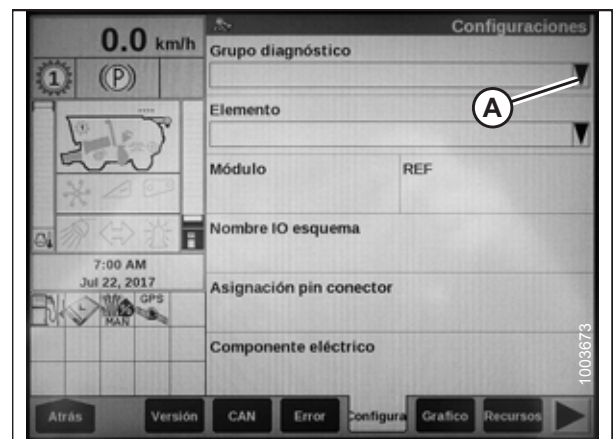 Configuraciones
0.0 km/h
Grupo diagnóstico
1
(P)
A
Elemento
Módulo
REF
Nombre IO esquema
7:00 AM
Jul 22, 2017
Asignación pin conector
GPS
L
MAN
Componente eléctrico
1003673
Atrás
Versión
CAN
Error
Configura
Grafico
Recursos